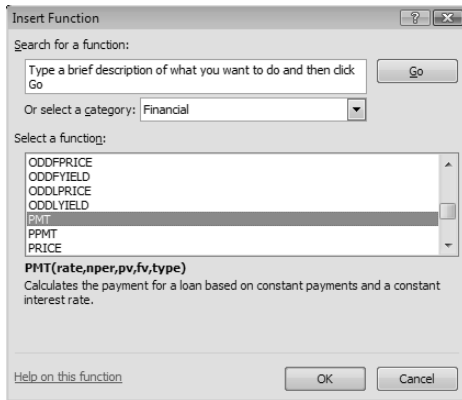 Insert Function
Search for a function:
Type a brief description of what you want to do and then click
Go
Go
Or select a category: Financial
Select a function:
ODDFPRICE
ODDFYIELD
ODDLPRICE
ODDLYIELD
PMT
PPMT
PRICE
PMT(rate,nper,pv,fv,type)
Calculates the payment for a loan based on constant payments and a constant
interest rate.
Help on this function
OK
Cancel